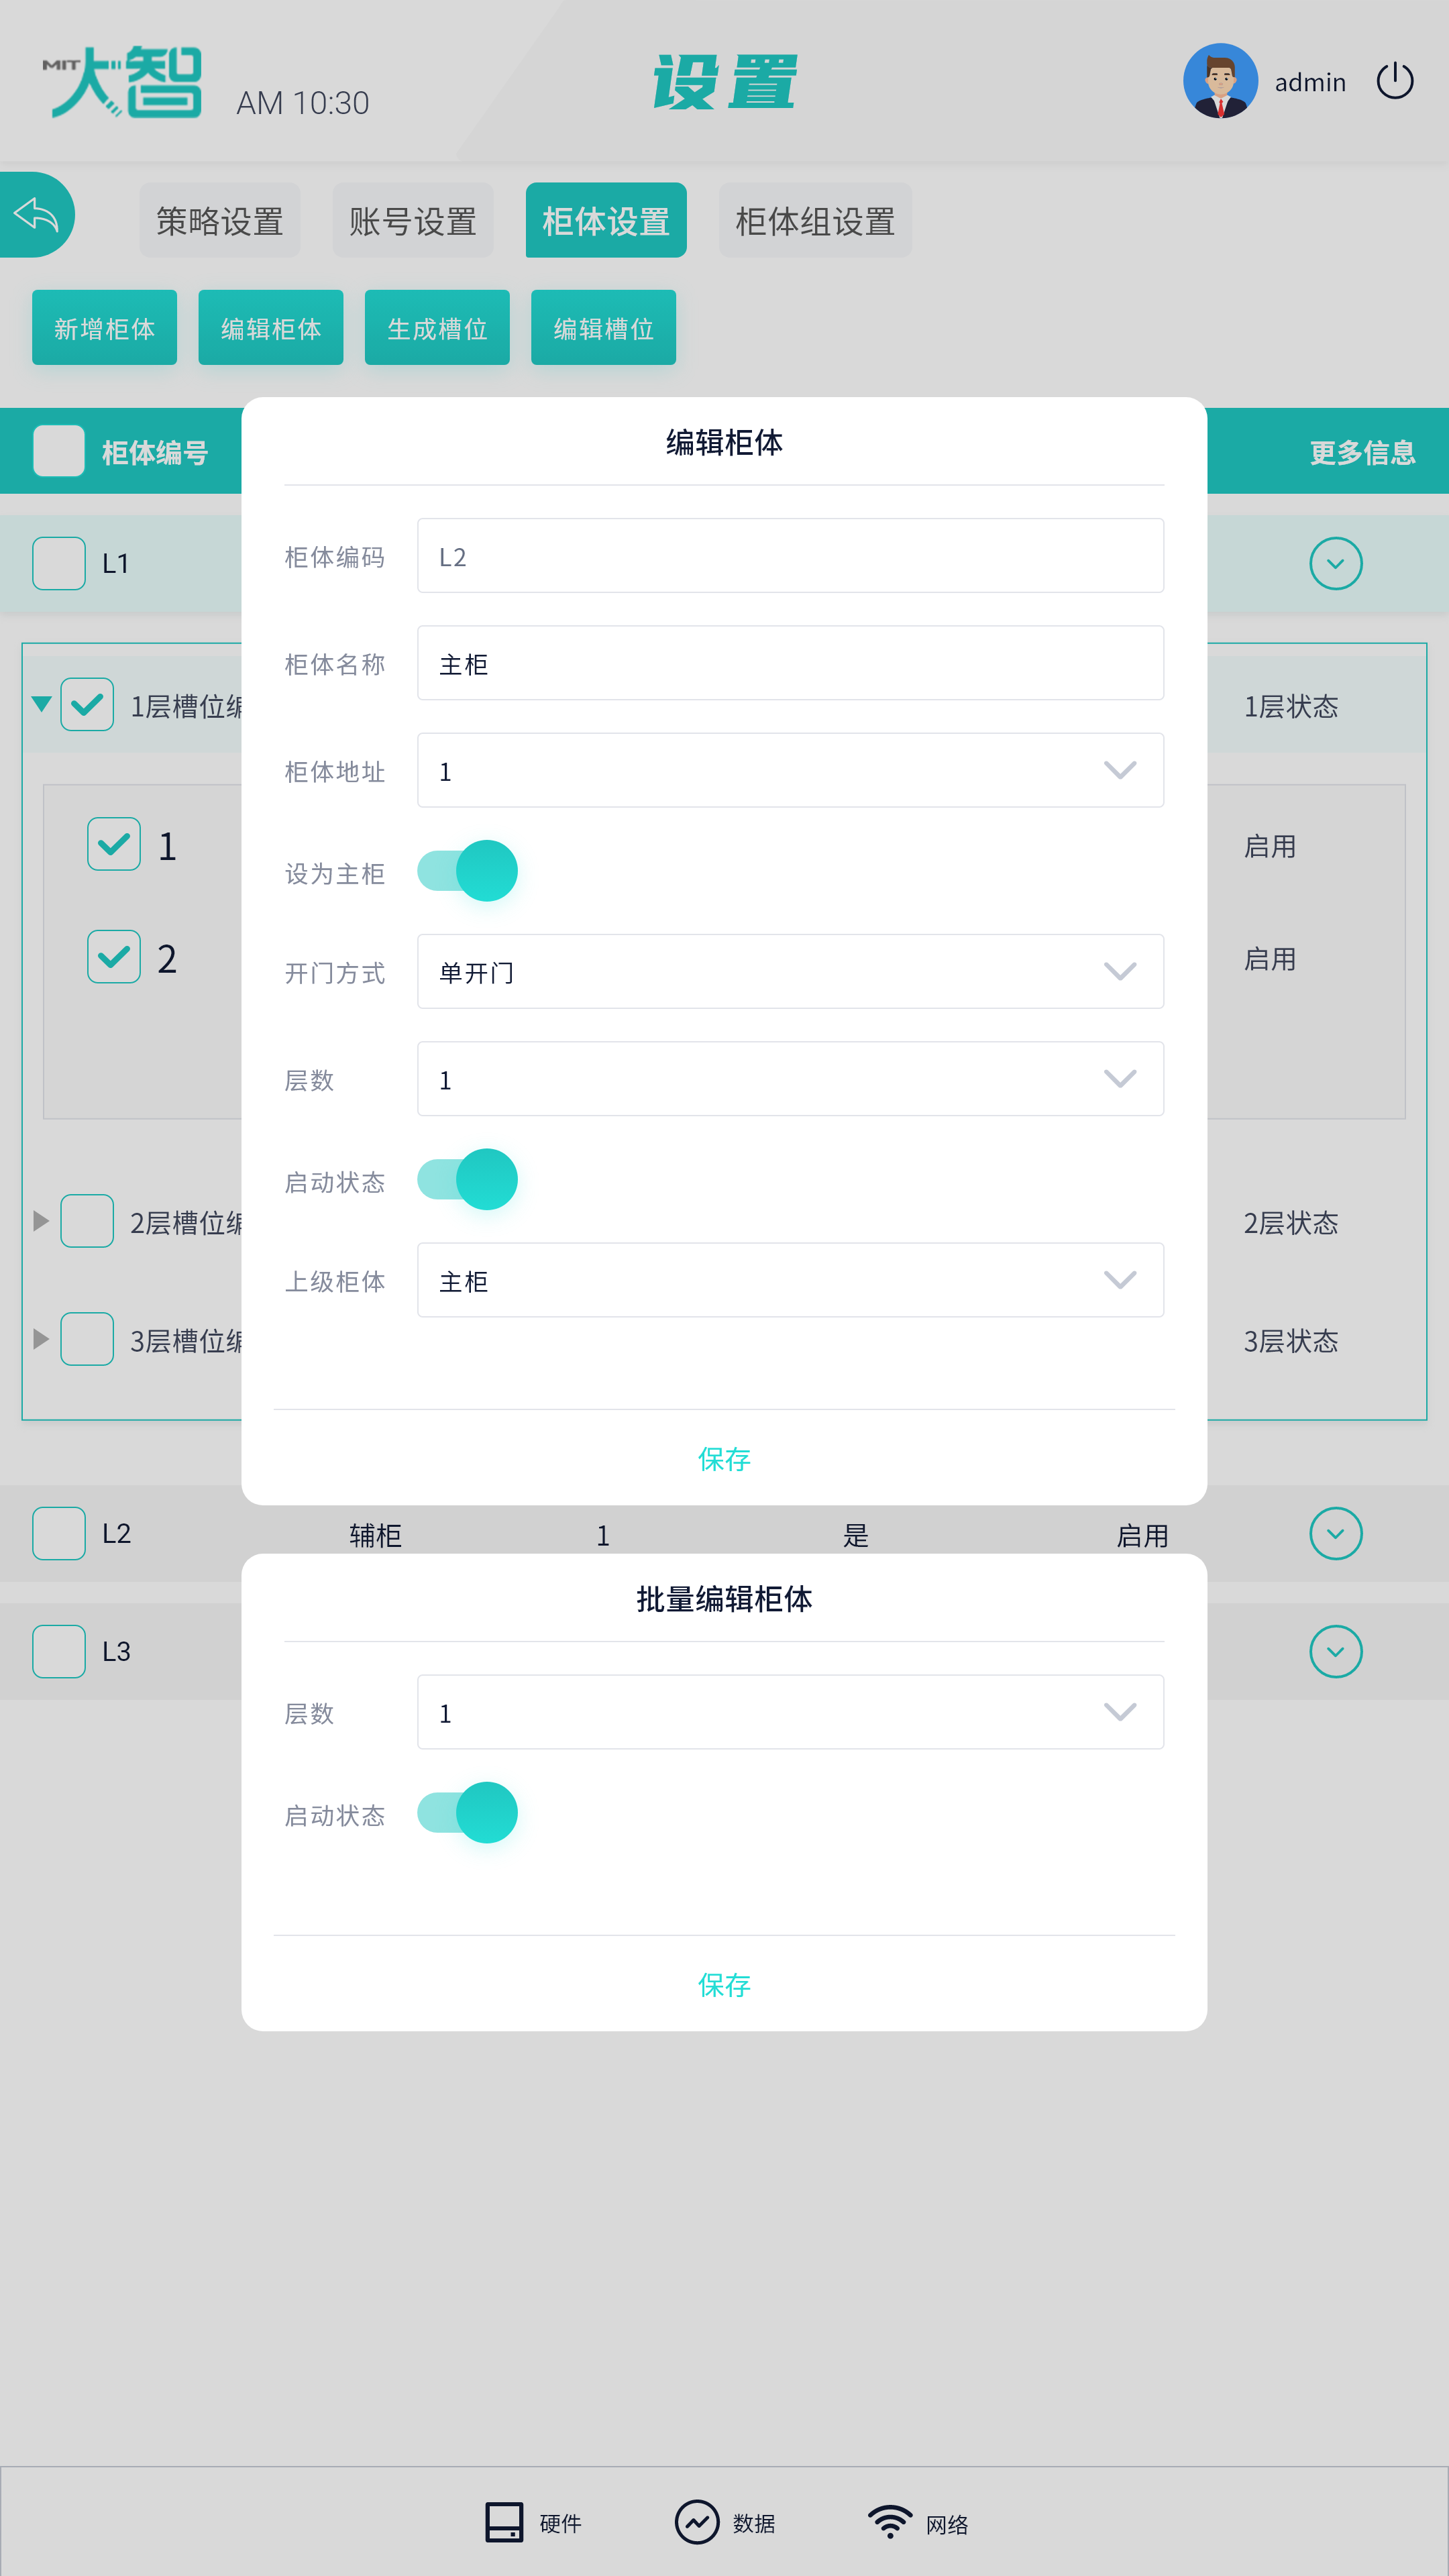 MIT大智
AM 10:30
设置
admin
策略设置
账号设置
柜体设置
柜体组设置
新增柜体
编辑柜体
生成槽位
编辑槽位
柜体编号
更多信息
L1
1层槽位编
1层状态
1
启用
2
启用
2层槽位编
2层状态
3层槽位编
3层状态
编辑柜体
柜体编码
L2
柜体名称
主柜
柜体地址
1
设为主柜
开门方式
单开门
层数
1
启动状态
上级柜体
主柜
保存
L2
辅柜
1
是
启用
L3
批量编辑柜体
层数
1
启动状态
保存
硬件
数据
网络